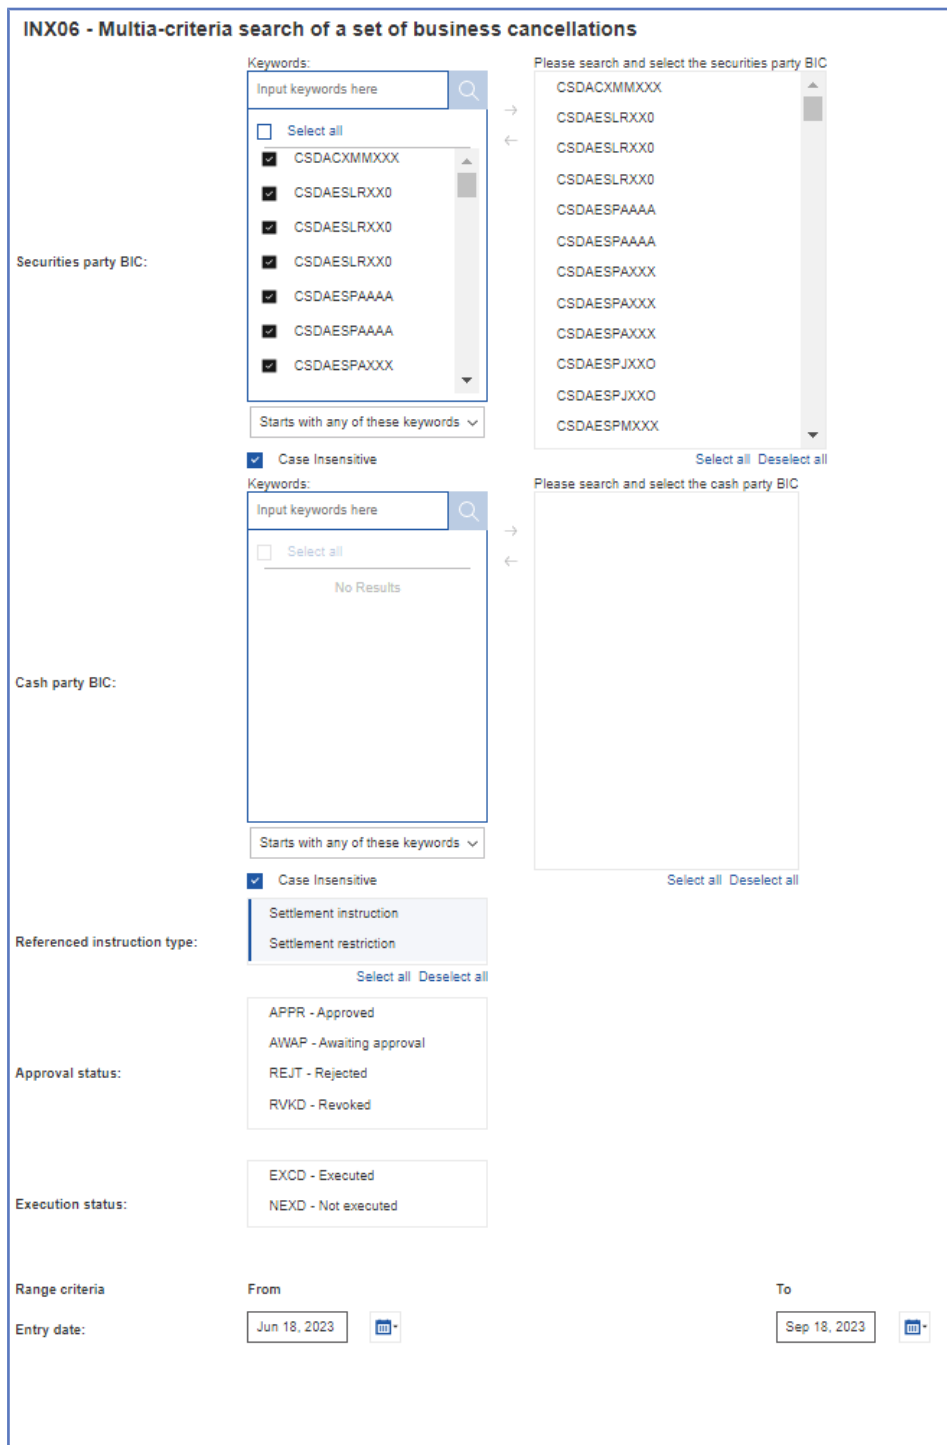 INX06 - Multia-criteria search of a set of business cancellations
Keywords:
Input keywords here
Select all
CSDACXMMXXX
CSDAESLRXX0
CSDAESLRXX0
CSDAESLRXX0
CSDAESPAAAA
CSDAESPAAAA
CSDAESPAXXX
Starts with any of these keywords
Case Insensitive
Securities party BIC:
Please search and select the securities party BIC
CSDACXMMXXX
CSDAESLRXX0
CSDAESLRXX0
CSDAESLRXX0
CSDAESPAAAA
CSDAESPAAAA
CSDAESPAXXX
CSDAESPAXXX
CSDAESPAXXX
CSDAESPJXXO
CSDAESPJXXO
CSDAESPMXXX
Select all Deselect all
Keywords:
Input keywords here
Select all
No Results
Cash party BIC:
Starts with any of these keywords
Case Insensitive
Please search and select the cash party BIC
Select all Deselect all
Referenced instruction type:
Settlement instruction
Settlement restriction
Select all Deselect all
Approval status:
APPR - Approved
AWAP - Awaiting approval
REJT - Rejected
RVKD - Revoked
Execution status:
EXCD - Executed
NEXD - Not executed
Range criteria From To
Entry date: Jun 18, 2023 Sep 18, 2023